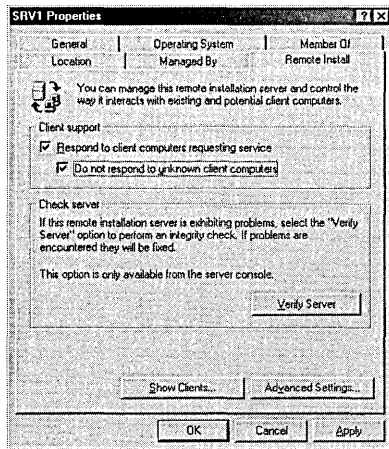 SRV1 Properties
General Operating System Member Of
Location Managed By Remote Install
You can manage this remote installation server and control the
way it interacts with existing and potential client computers.
Client support
Respond to client computers requesting service
Do not respond to unknown client computers
Check server
If this remote installation server is exhibiting problems, select the "Verify
Server" option to perform an integrity check. If problems are
encountered they will be fixed.
This option is only available from the server console.
Verify Server
Show Clients... Advanced Settings...
OK Cancel Apply